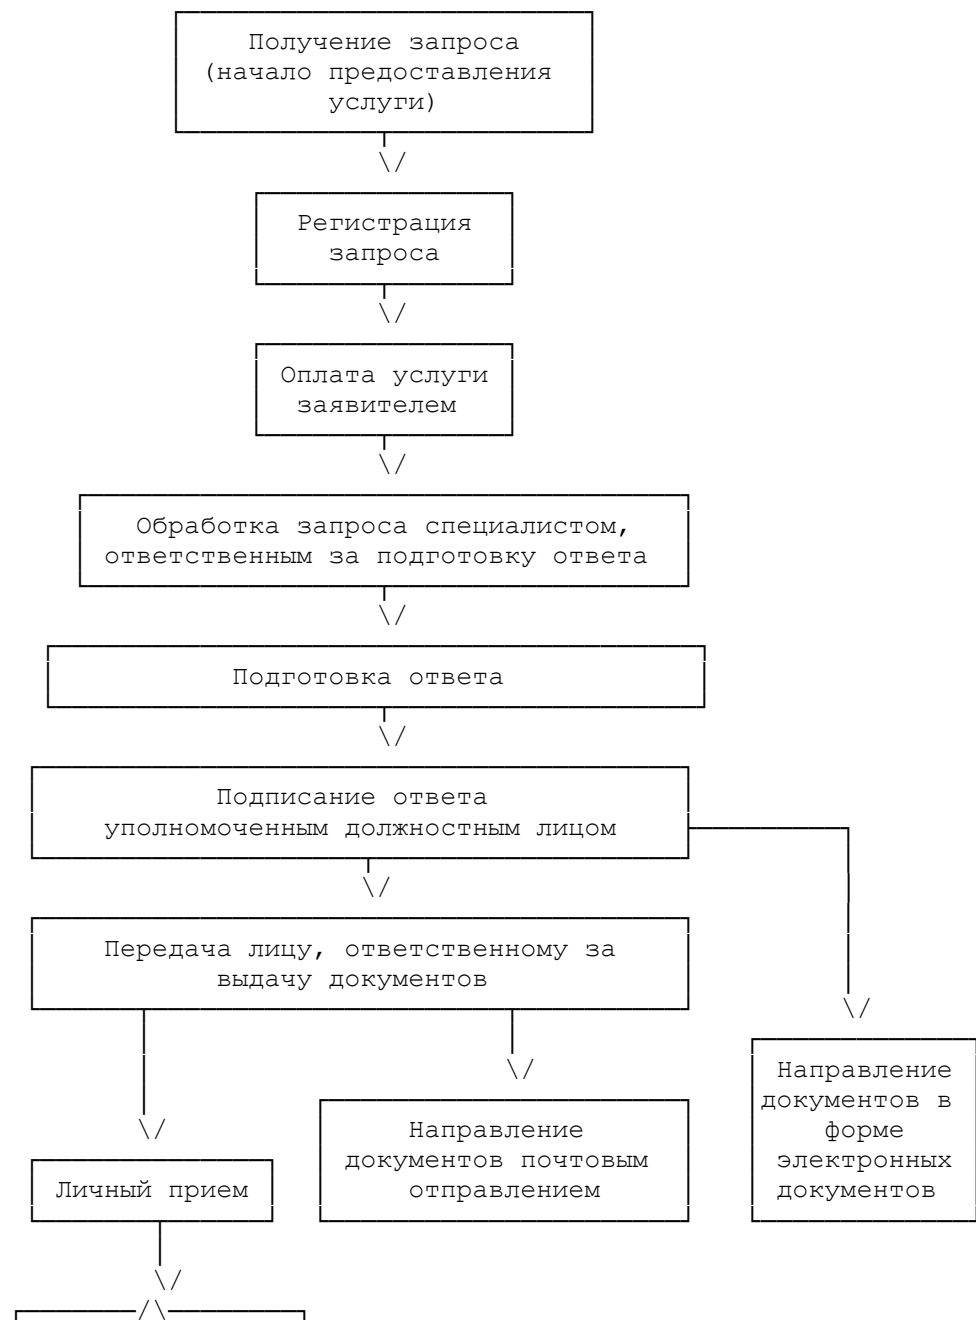 Получение запроса
(начало предоставления
услуги)
Регистрация
запроса
Оплата услуги
заявителем
Обработка запроса специалистом,
ответственным за подготовку ответа
Подготовка ответа
Подписание ответа
уполномоченным должностным лицом
Передача лицу, ответственному за
выдачу документов
Личный прием
Направление
документов почтовым
отправлением
Направление
документов в
форме
электронных
документов